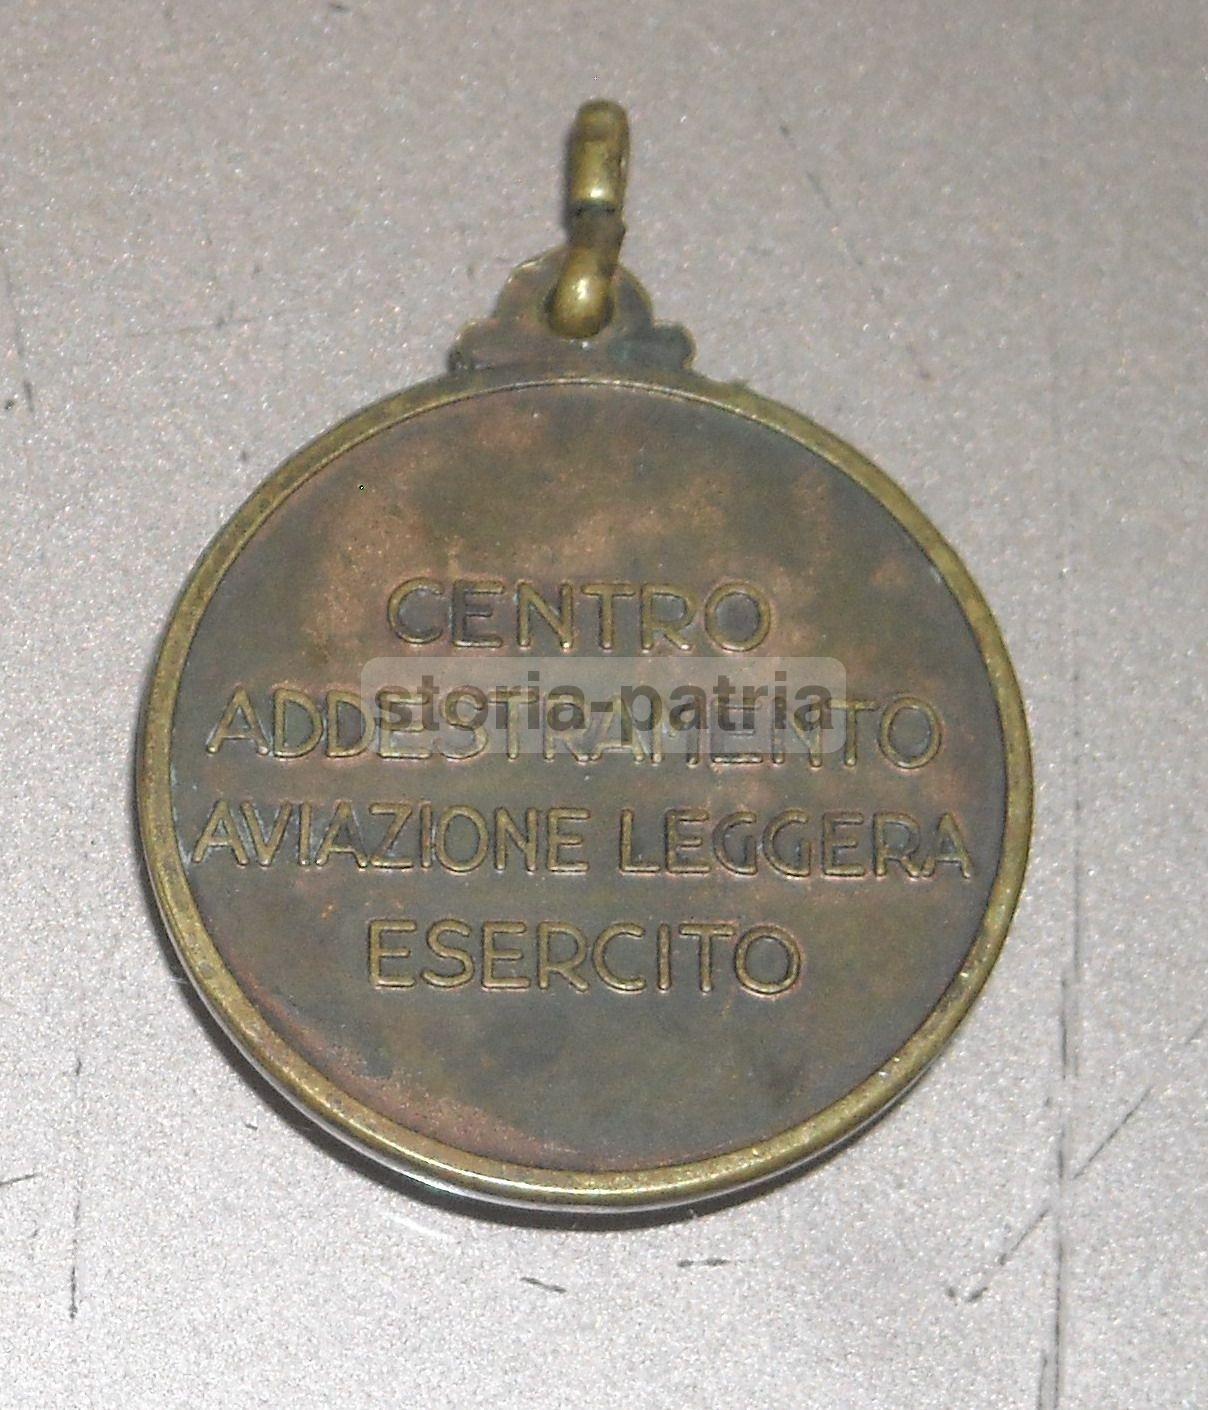 CENTRO
ADDESTRAMENTO
storia-patria
AVIAZIONE LEGGERA
ESERCITO